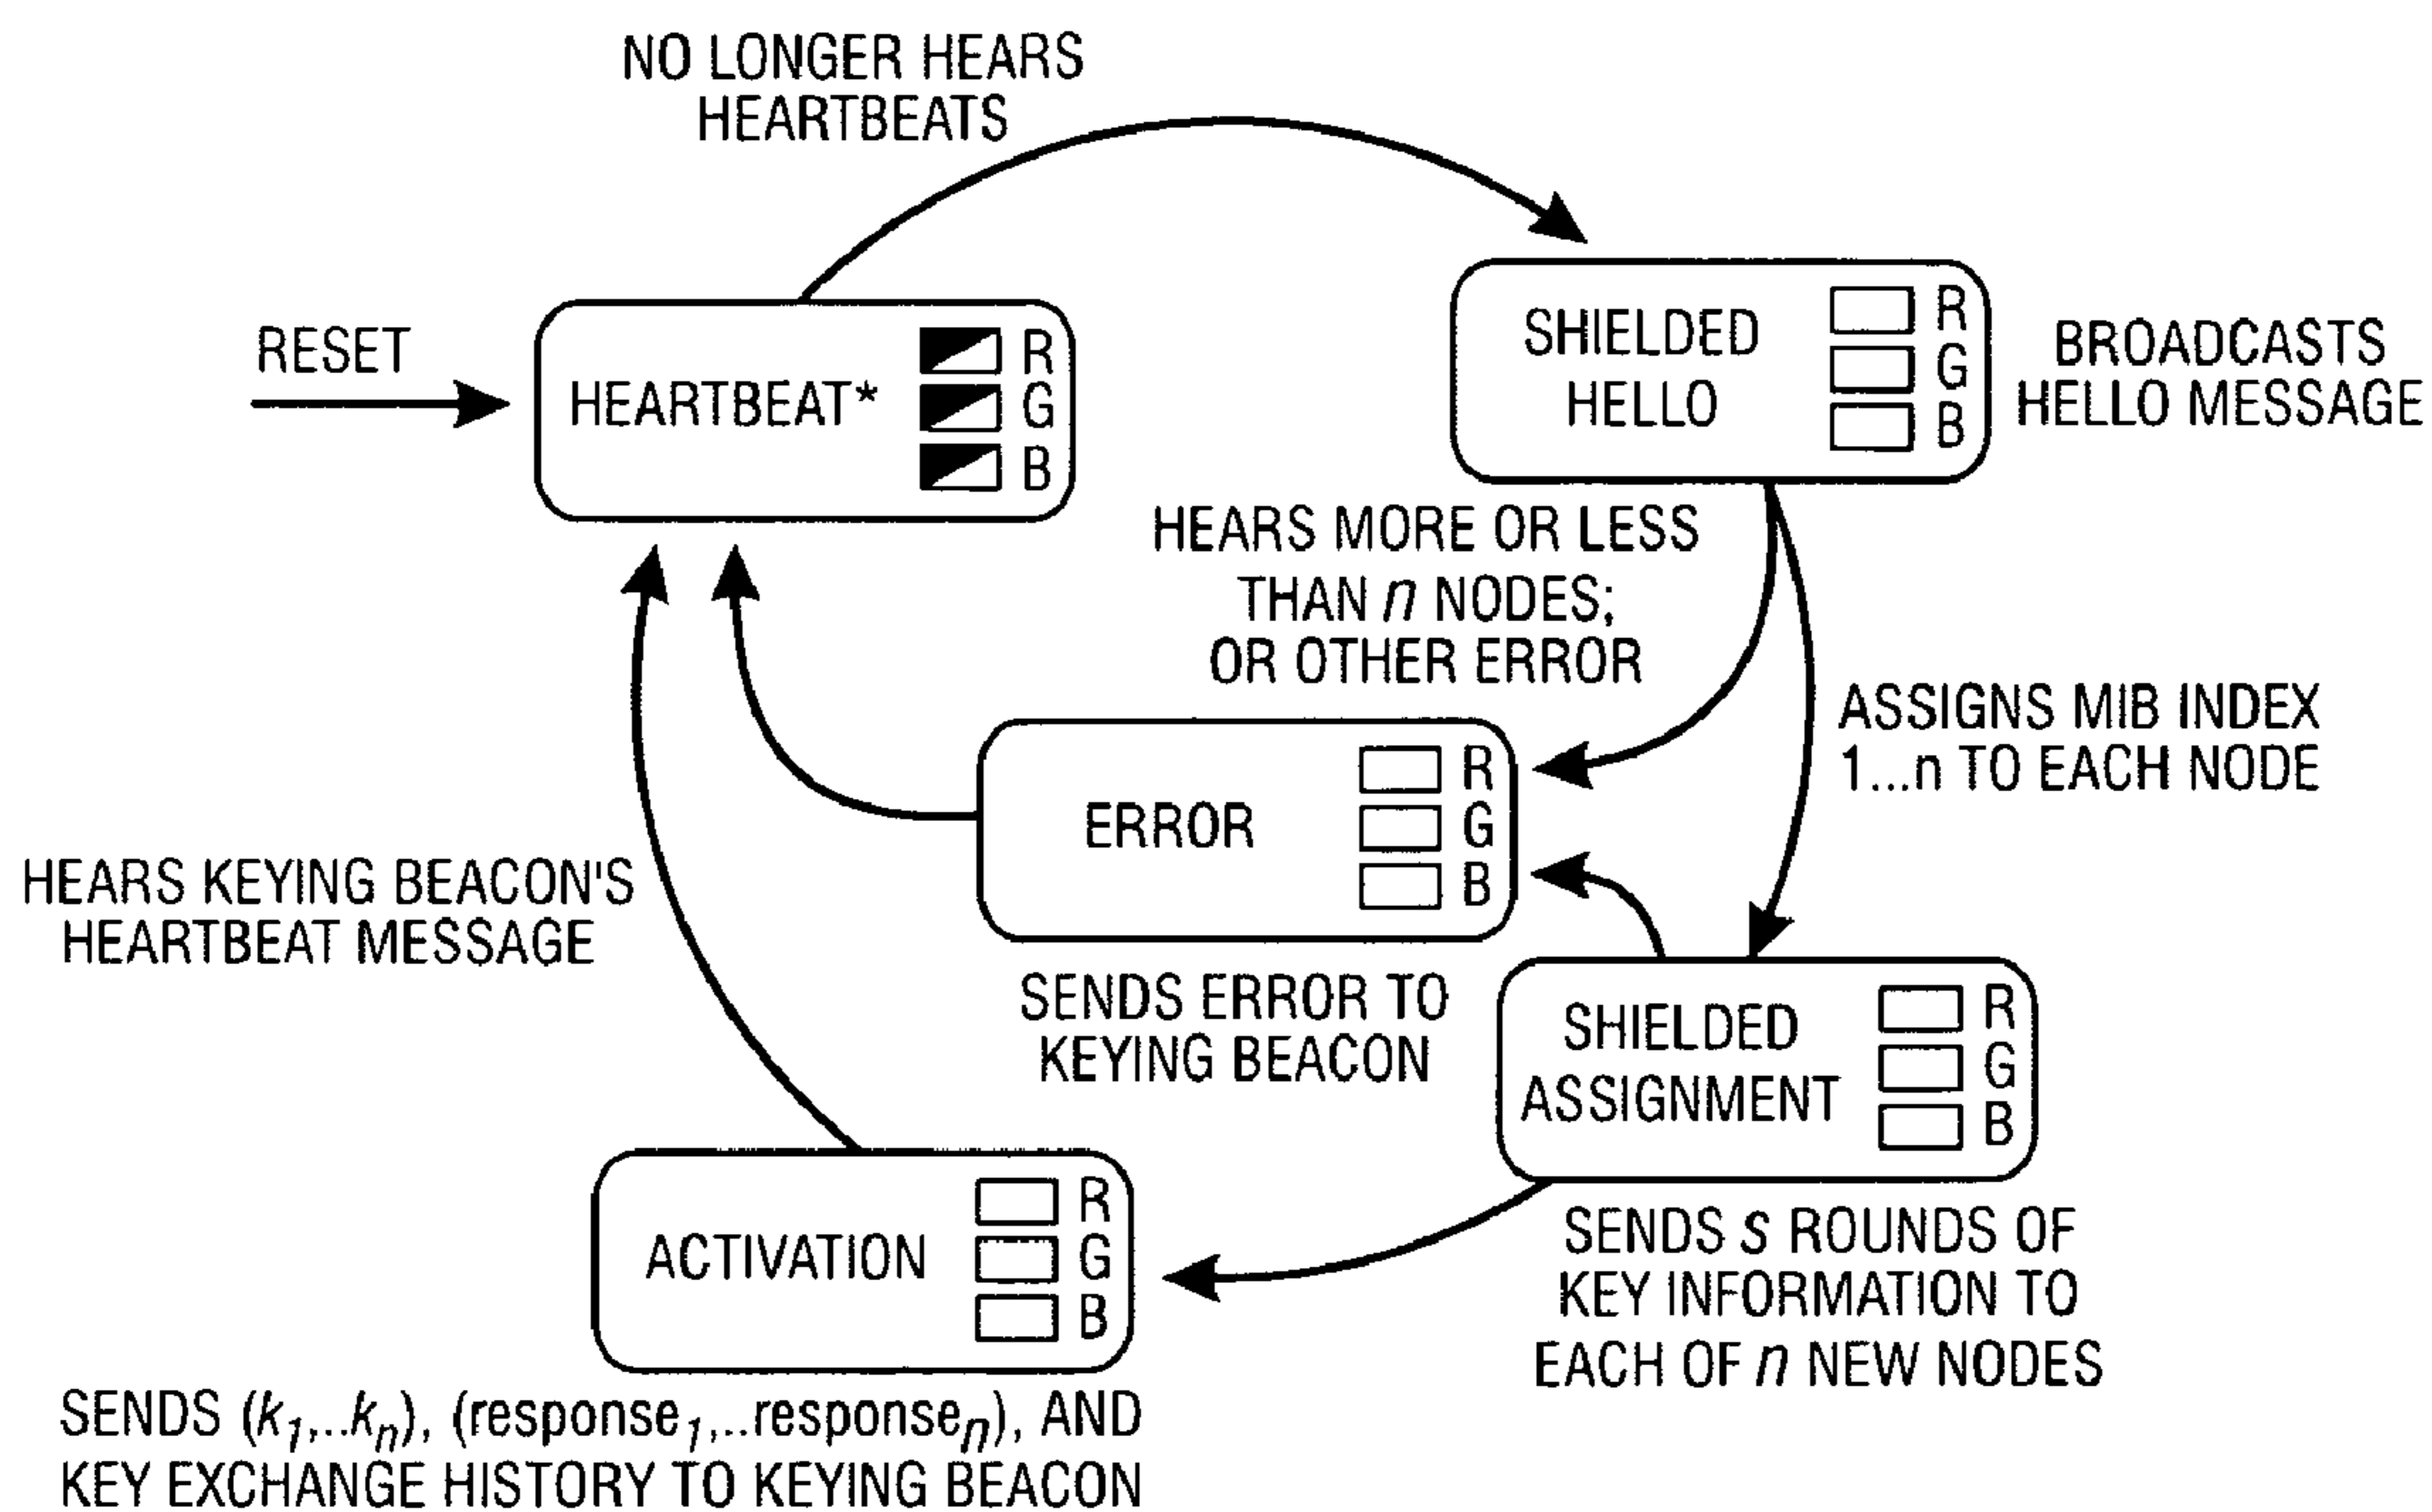 NO LONGER HEARS
HEARTBEATS
RESET
HEARTBEAT*
R
G
B
SHIELDED
HELLO
R
G
B
BROADCASTS
HELLO MESSAGE
HEARS MORE OR LESS
THAN n NODES;
OR OTHER ERROR
ASSIGNS MIB INDEX
1...n TO EACH NODE
ERROR
R
G
B
HEARS KEYING BEACON'S
HEARTBEAT MESSAGE
SENDS ERROR TO
KEYING BEACON
SHIELDED
ASSIGNMENT
R
G
B
ACTIVATION
R
G
B
SENDS s ROUNDS OF
KEY INFORMATION TO
EACH OF n NEW NODES
SENDS (k1,..kn), (response1,..responsen), AND
KEY EXCHANGE HISTORY TO KEYING BEACON